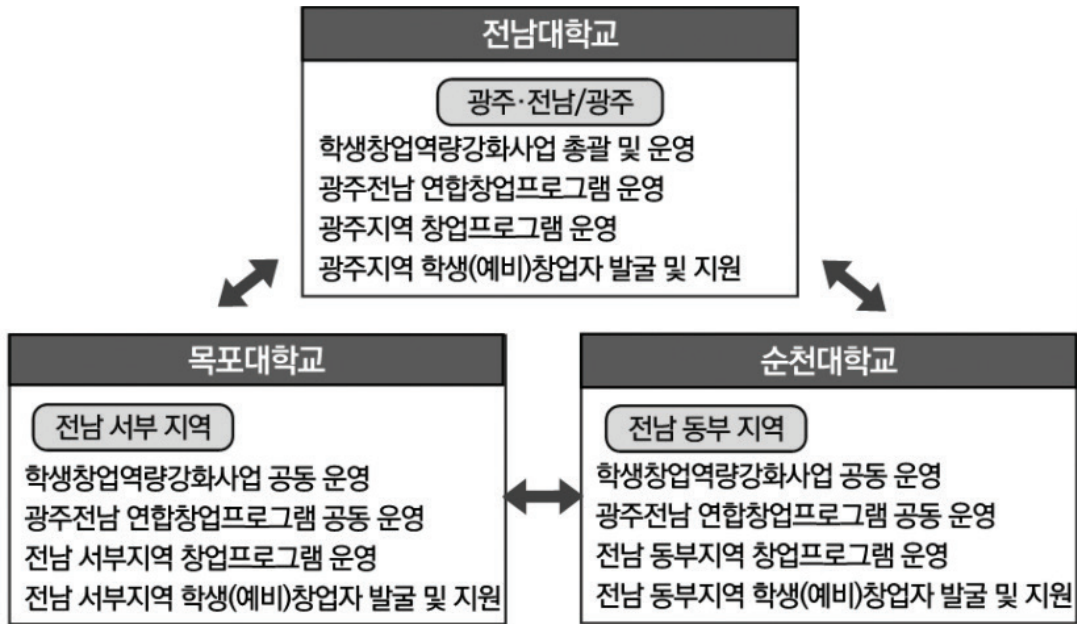 전남대학교
광주·전남/광주
학생창업역량강화사업 총괄 및 운영
광주전남 연합창업프로그램 운영
광주지역 창업프로그램 운영
광주지역 학생(예비)창업자 발굴 및 지원
목포대학교
전남 서부 지역
학생창업역량강화사업 공동 운영
광주전남 연합창업프로그램 공동 운영
전남 서부지역 창업프로그램 운영
전남 서부지역 학생(예비)창업자 발굴 및 지원
순천대학교
전남 동부 지역
학생창업역량강화사업 공동 운영
광주전남 연합창업프로그램 공동 운영
전남 동부지역 창업프로그램 운영
전남 동부지역 학생(예비)창업자 발굴 및 지원